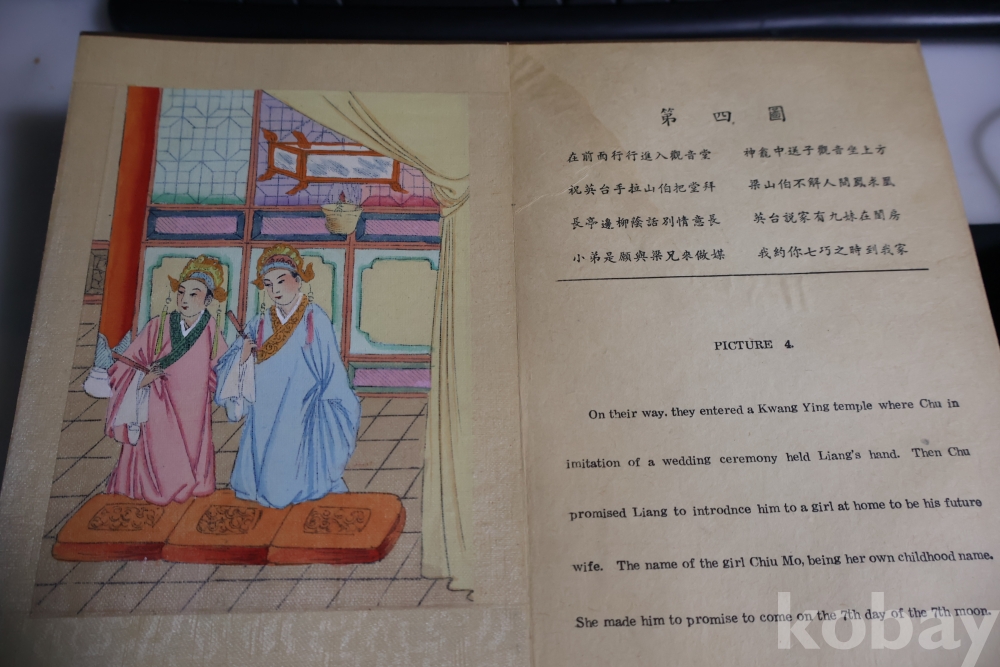 第四圖
在前面行行進入觀音堂 神龕中送子觀音坐上方
祝英台手拉山伯把堂拜 梁山伯不解人間鳳求凰
長亭邊柳蔭話別情意長 英台説家有九妹在閨房
小弟是願與梁兄來做媒 我約你七巧之時到我家
PICTURE 4.
On their way. they entered a Kwang Ying temple where Chu in
imitation of a wedding ceremony held Liang's hand. Then Chu
promised Liang to introdnce him to a girl at home to be his future
wife. The name of the girl Chiu Mo, being her own childhood name.
She made him to promise to come on the 7th day of the 7th moon.
kobay